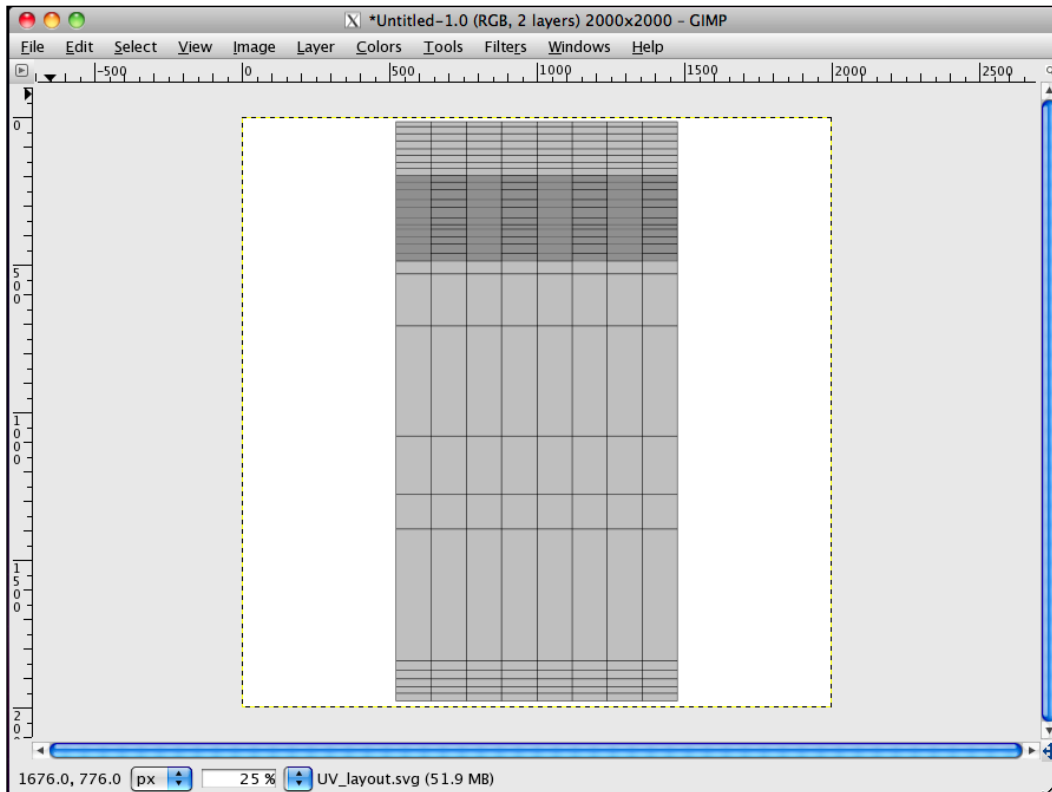 *Untitled-1.0 (RGB, 2 layers) 2000x2000 – GIMP
File Edit Select View Image Layer Colors Tools Filters Windows Help
-500 0 500 1000 1500 2000 2500
0
500
1000
1500
20
1676.0, 776.0 px 25 % UV_layout.svg (51.9 MB)